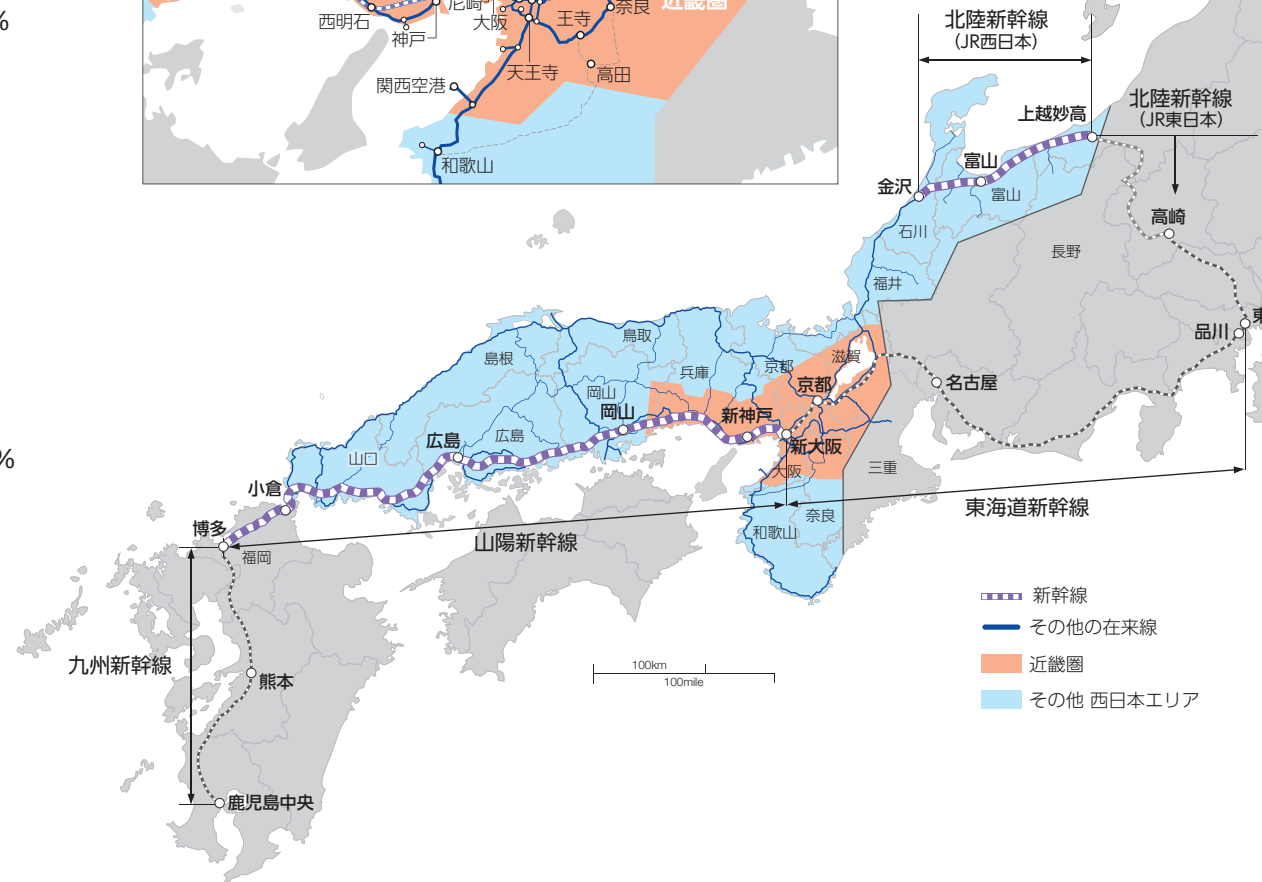 %
%
西明石
神戸
尼崎
大阪
王寺
奈良
近畿圏
天王寺
高田
関西空港
和歌山
北陸新幹線
(JR西日本)
北陸新幹線
(JR東日本)
上越妙高
富山
金沢
富山
石川
福井
長野
高崎
品川
東
名古屋
鳥取
島根
兵庫
京都
滋賀
京都
岡山
岡山
新神戸
広島
広島
新大阪
大阪
山口
三重
小倉
奈良
和歌山
博多
福岡
山陽新幹線
東海道新幹線
九州新幹線
熊本
鹿児島中央
100km
100mile
新幹線
その他の在来線
近畿圏
その他 西日本エリア